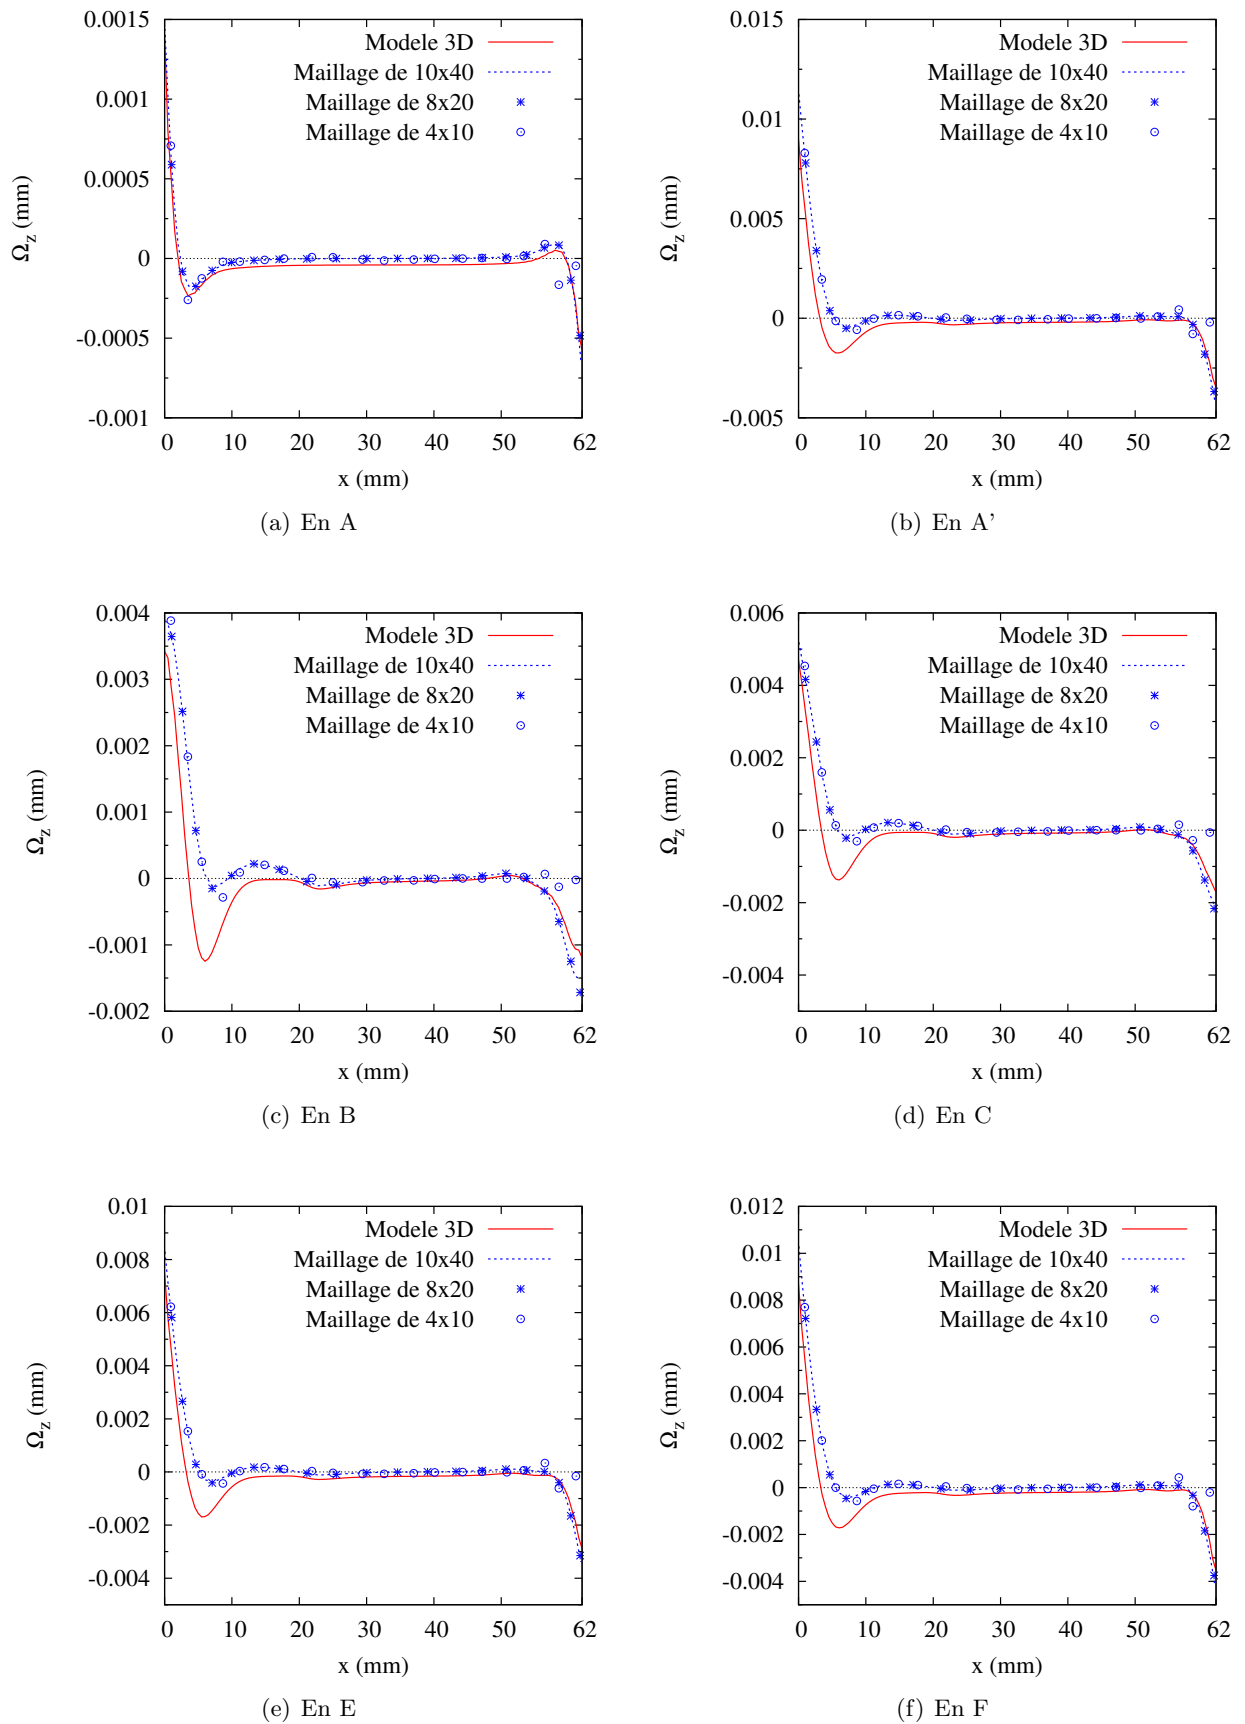 0.0015
0.001
0.0005
0
-0.0005
-0.001
Ω_z (mm)
Modele 3D
Maillage de 10x40
Maillage de 8x20
Maillage de 4x10
0 10 20 30 40 50 62
x (mm)
(a) En A
0.015
0.01
0.005
0
-0.005
Ω_z (mm)
Modele 3D
Maillage de 10x40
Maillage de 8x20
Maillage de 4x10
0 10 20 30 40 50 62
x (mm)
(b) En A'
0.004
0.003
0.002
0.001
0
-0.001
-0.002
Ω_z (mm)
Modele 3D
Maillage de 10x40
Maillage de 8x20
Maillage de 4x10
0 10 20 30 40 50 62
x (mm)
(c) En B
0.006
0.004
0.002
0
-0.002
-0.004
Ω_z (mm)
Modele 3D
Maillage de 10x40
Maillage de 8x20
Maillage de 4x10
0 10 20 30 40 50 62
x (mm)
(d) En C
0.01
0.008
0.006
0.004
0.002
0
-0.002
-0.004
Ω_z (mm)
Modele 3D
Maillage de 10x40
Maillage de 8x20
Maillage de 4x10
0 10 20 30 40 50 62
x (mm)
(e) En E
0.012
0.01
0.008
0.006
0.004
0.002
0
-0.002
-0.004
Ω_z (mm)
Modele 3D
Maillage de 10x40
Maillage de 8x20
Maillage de 4x10
0 10 20 30 40 50 62
x (mm)
(f) En F